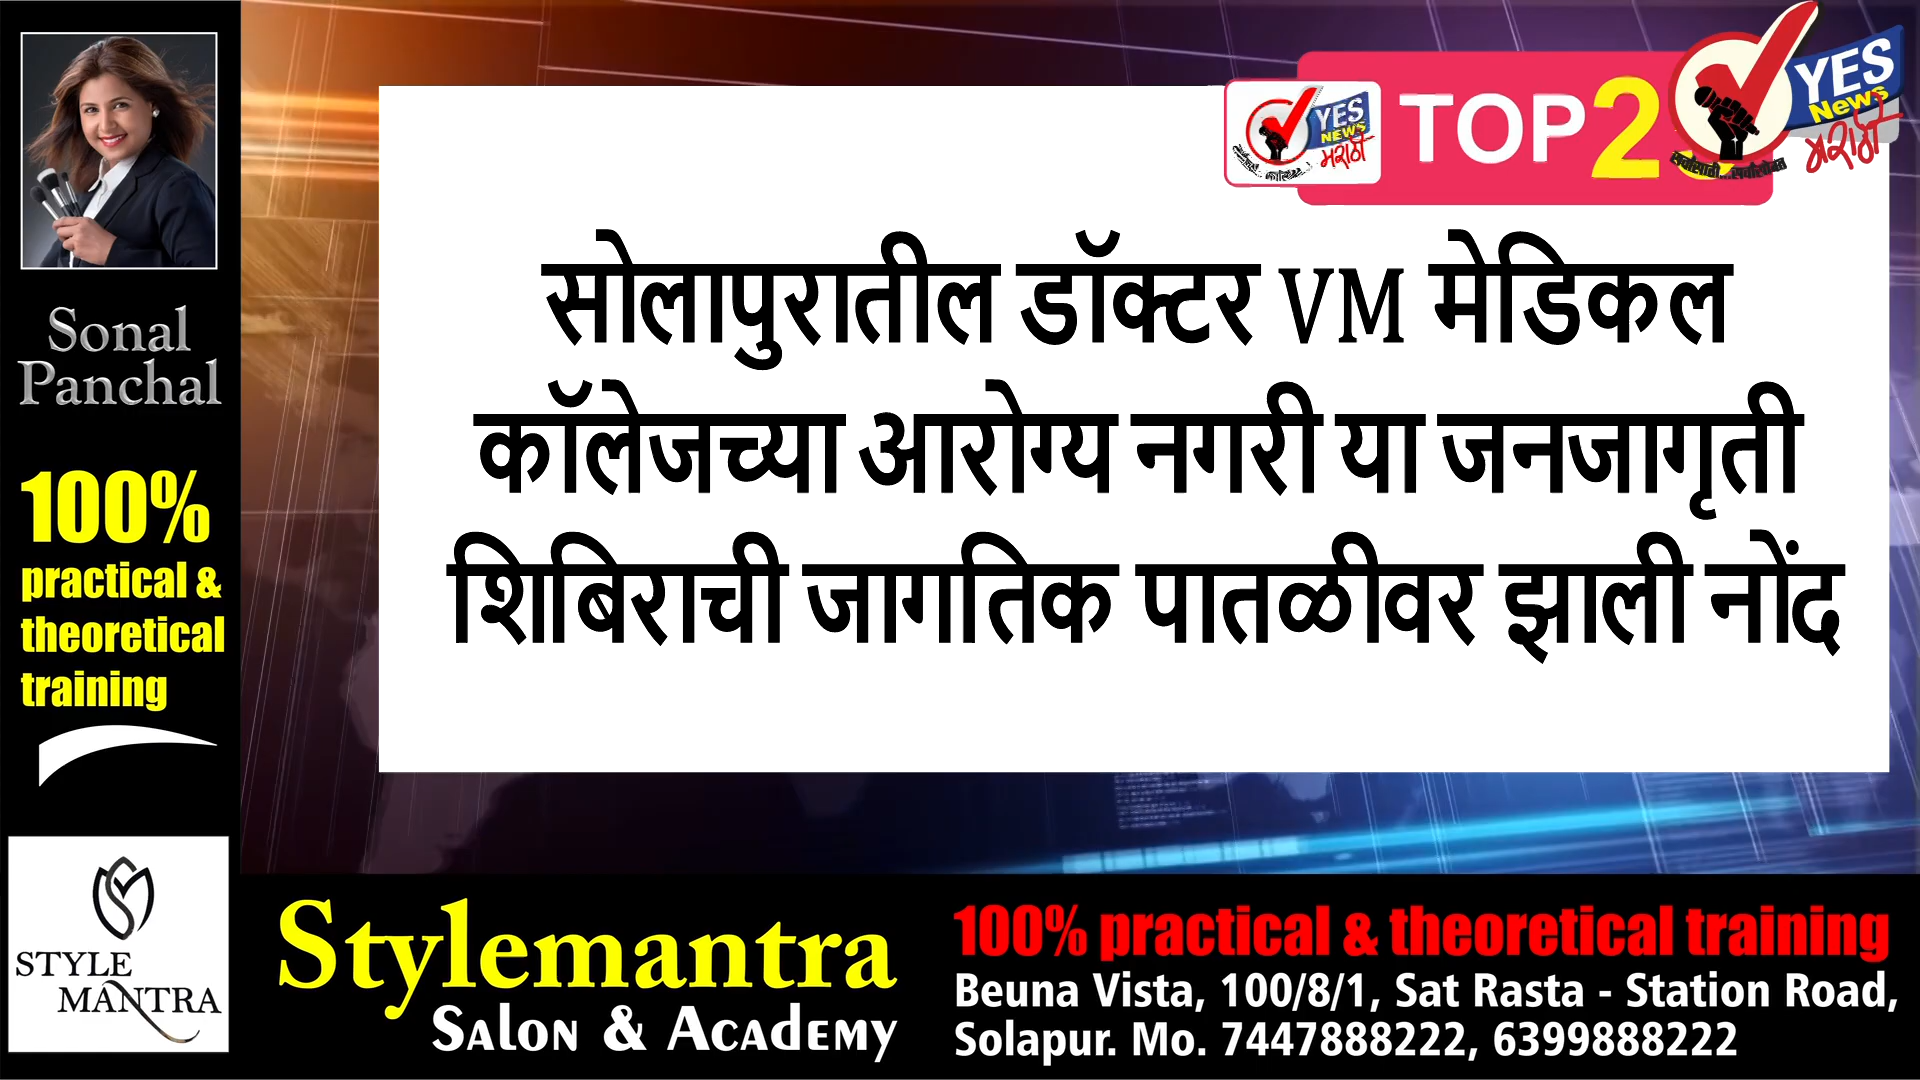 Sonal
Panchal
100%
practical &
theoretical
training
STYLE
MANTRA
YES
NEWS
मराठी
TOP 2
YES
News
मराठी
सोलापुरातील डॉक्टर VM मेडिकल
कॉलेजच्या आरोग्य नगरी या जनजागृती
शिबिराची जागतिक पातळीवर झाली नोंद
Stylemantra
Salon & Academy
100% practical & theoretical training
Beuna Vista, 100/8/1, Sat Rasta - Station Road,
Solapur. Mo. 7447888222, 6399888222